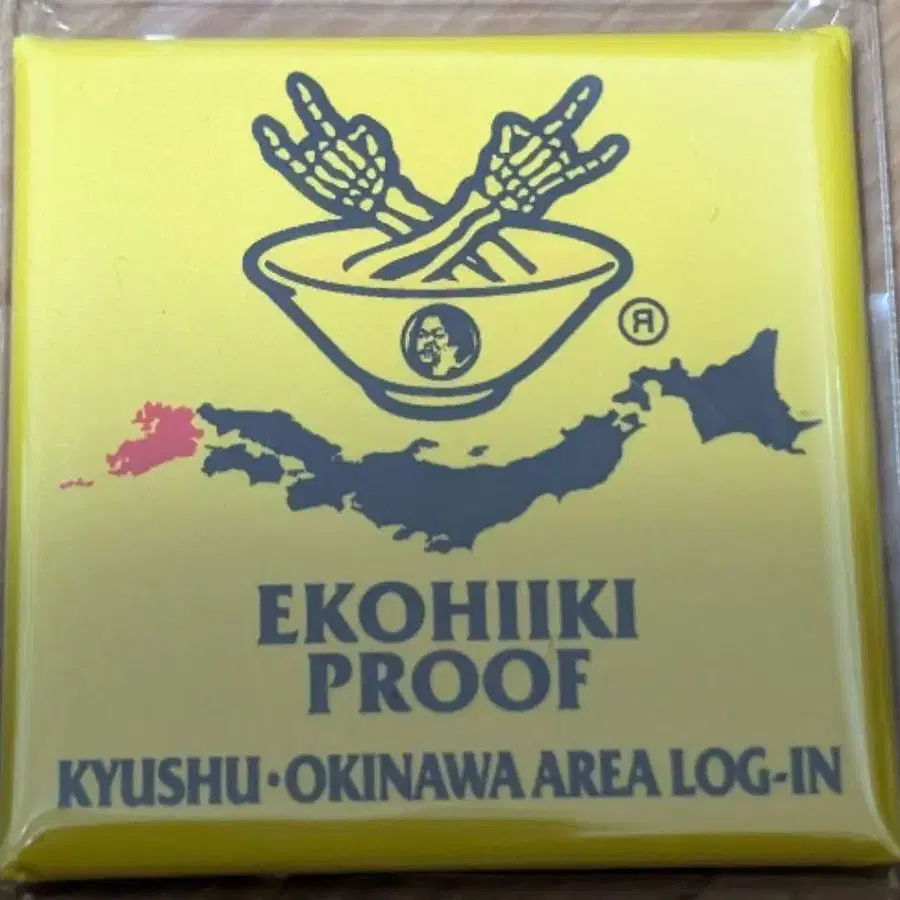 Я
EKOHIIKI
PROOF
KYUSHU·OKINAWA AREA LOG-IN